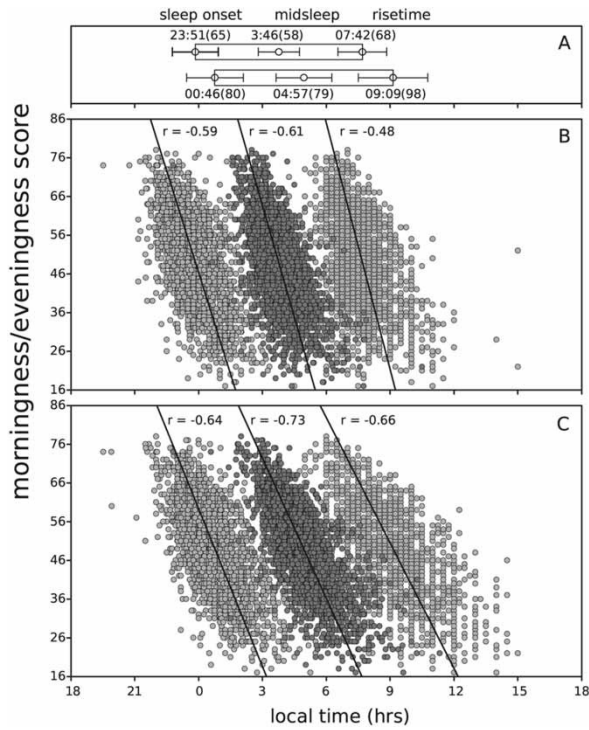 sleep onset midsleep risetime
23:51(65) 3:46(58) 07:42(68)
A
00:46(80) 04:57(79) 09:09(98)
morningness/eveningness score
86
B
r = -0.59 r = -0.61 r = -0.48
76
66
56
46
36
26
16
86
C
r = -0.64 r = -0.73 r = -0.66
76
66
56
46
36
26
16
18 21 0 3 6 9 12 15 18
local time (hrs)